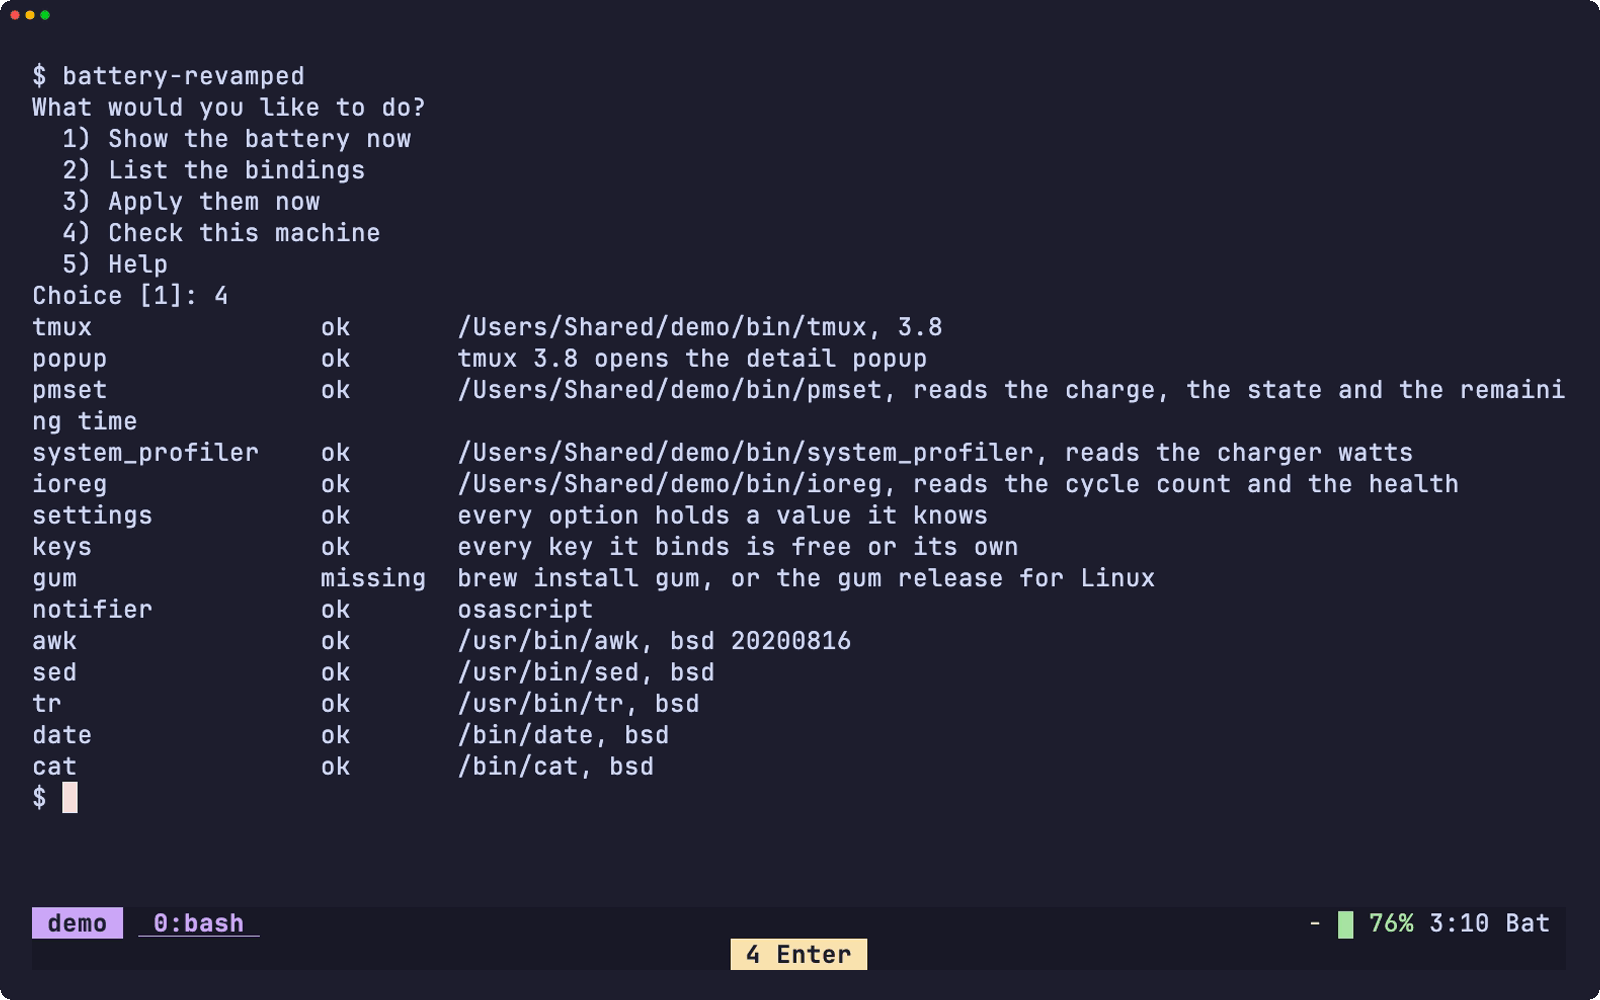 $ battery-revamped
What would you like to do?
  1) Show the battery now
  2) List the bindings
  3) Apply them now
  4) Check this machine
  5) Help
Choice [1]: 4
tmux               ok       /Users/Shared/demo/bin/tmux, 3.8
popup              ok       tmux 3.8 opens the detail popup
pmset              ok       /Users/Shared/demo/bin/pmset, reads the charge, the state and the remaini
ng time
system_profiler    ok       /Users/Shared/demo/bin/system_profiler, reads the charger watts
ioreg              ok       /Users/Shared/demo/bin/ioreg, reads the cycle count and the health
settings           ok       every option holds a value it knows
keys               ok       every key it binds is free or its own
gum                missing  brew install gum, or the gum release for Linux
notifier           ok       osascript
awk                ok       /usr/bin/awk, bsd 20200816
sed                ok       /usr/bin/sed, bsd
tr                 ok       /usr/bin/tr, bsd
date               ok       /bin/date, bsd
cat                ok       /bin/cat, bsd
$
demo 0:bash - 76% 3:10 Bat
4 Enter